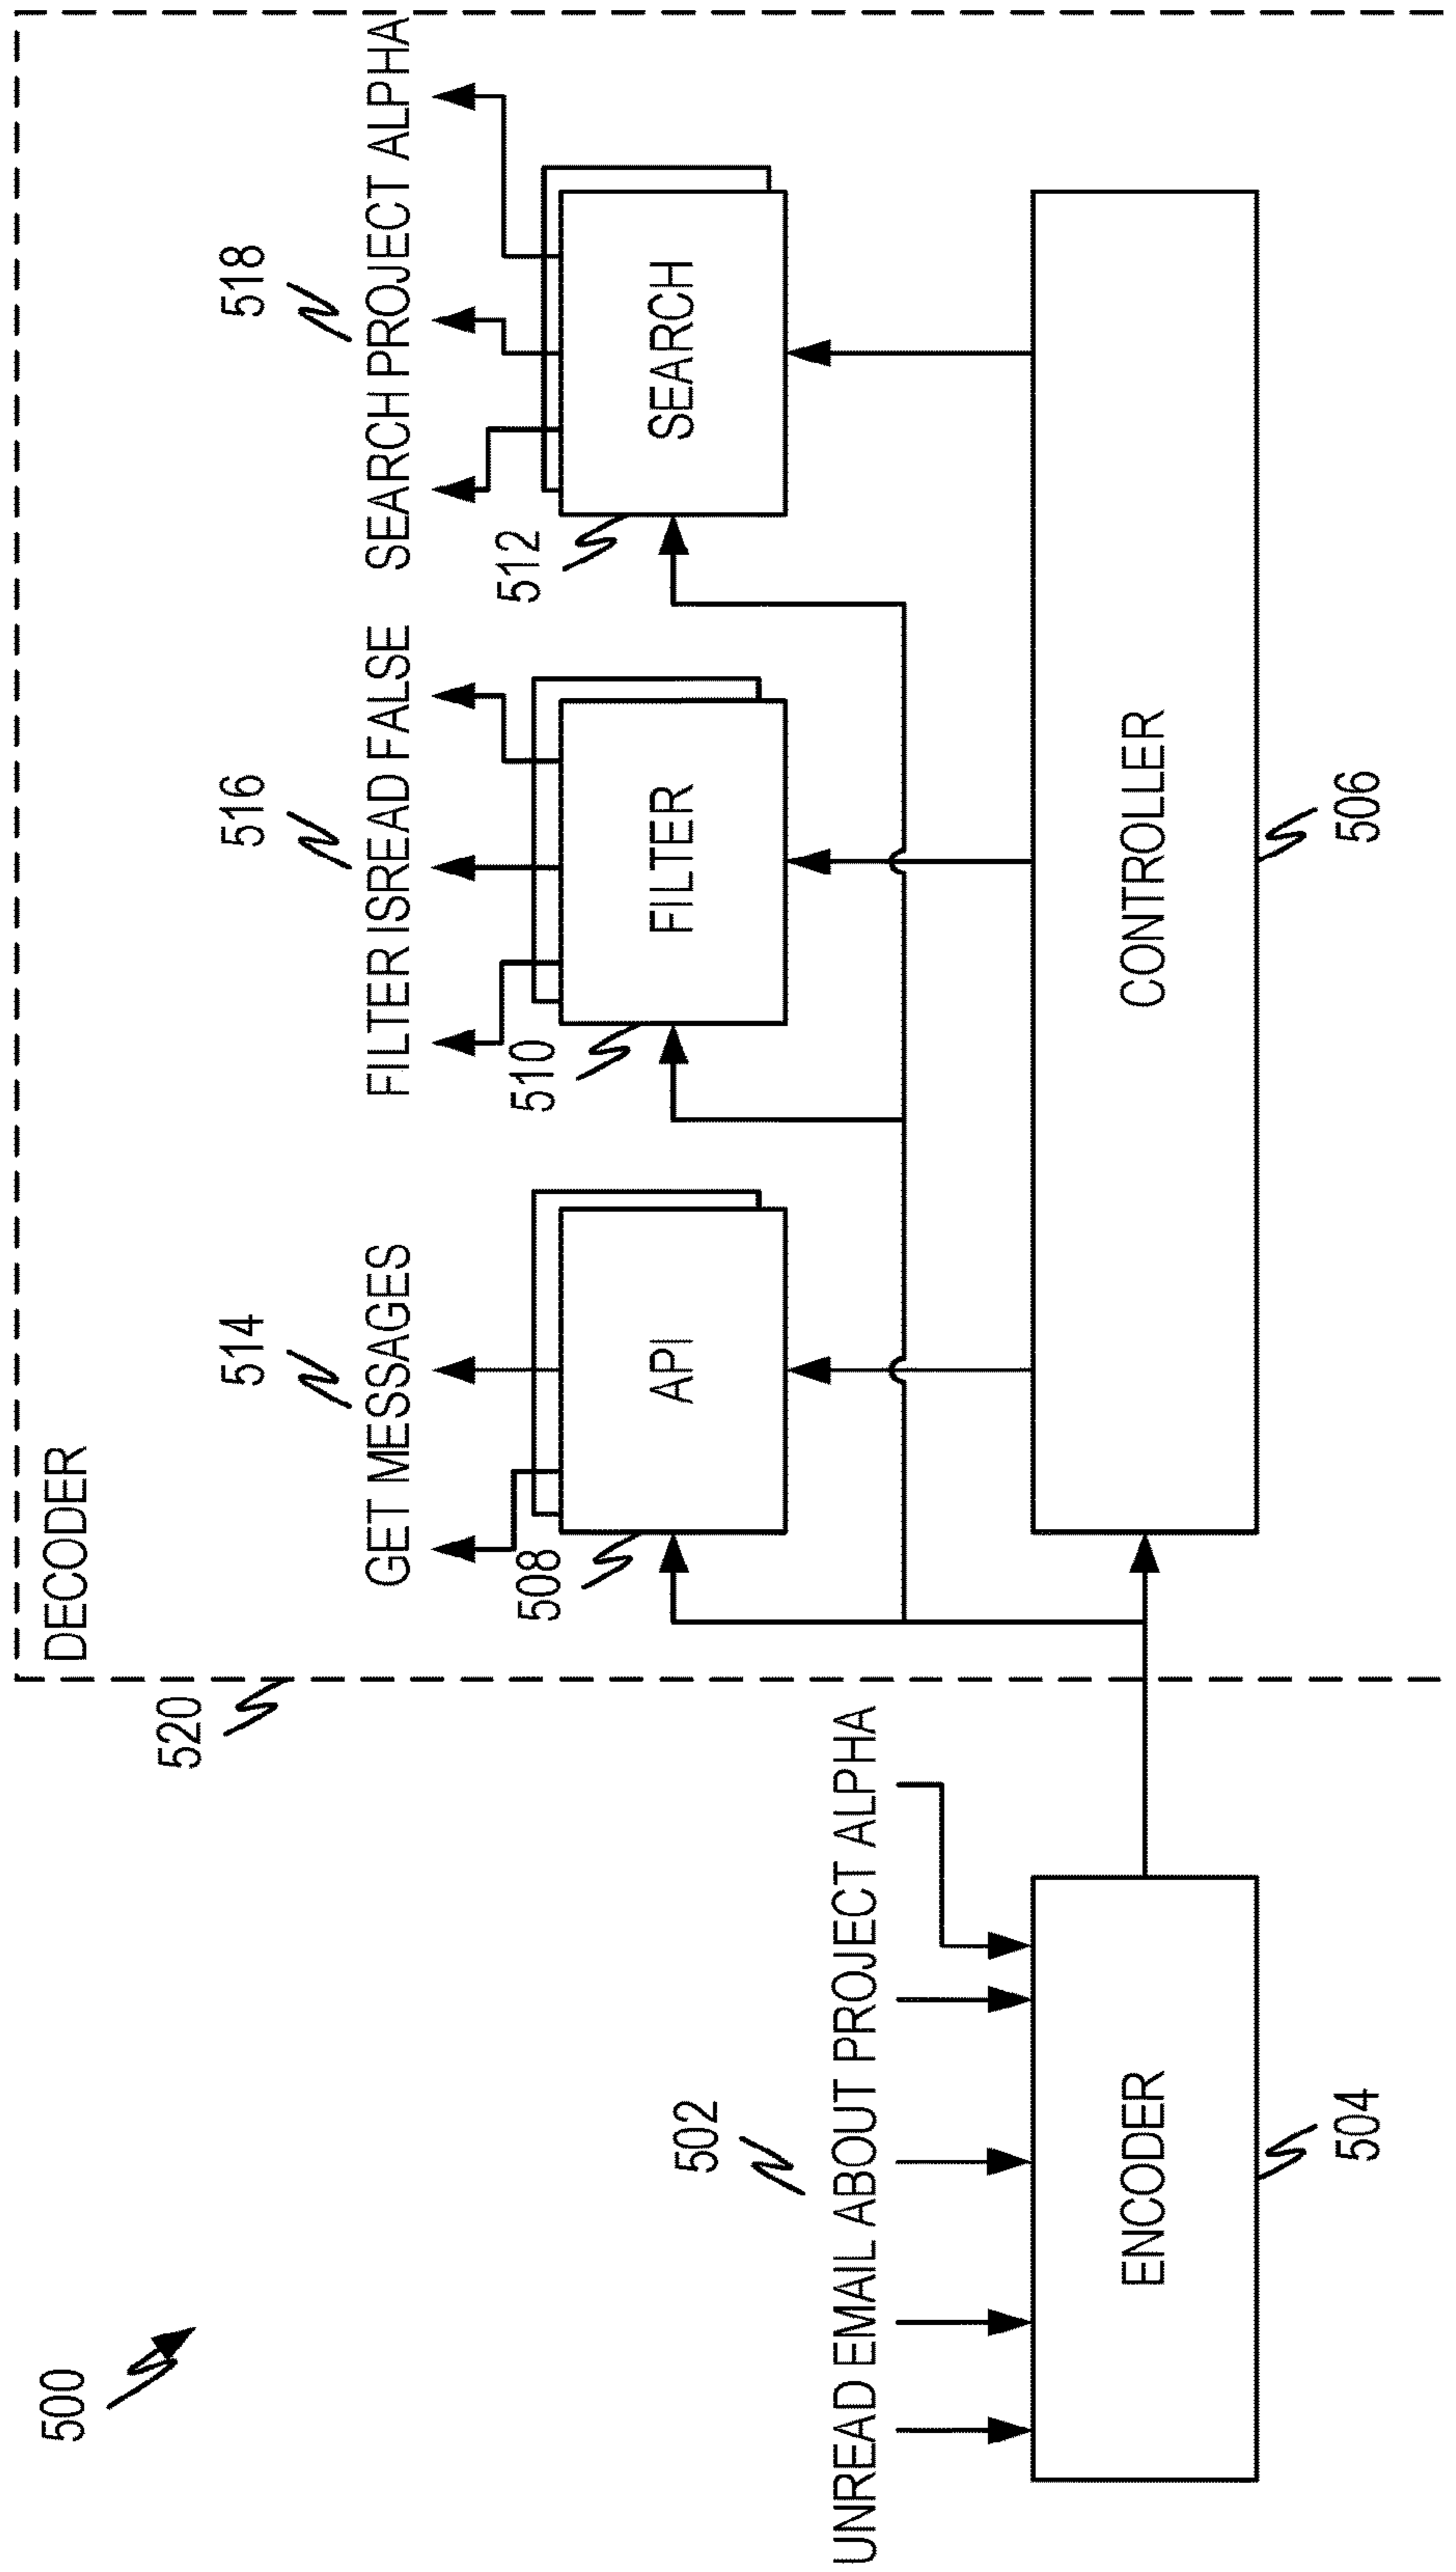 500
520
DECODER
514
516
518
GET MESSAGES
FILTER ISREAD FALSE
SEARCH PROJECT ALPHA
508
510
512
API
FILTER
SEARCH
502
UNREAD EMAIL ABOUT PROJECT ALPHA
ENCODER
CONTROLLER
504
506